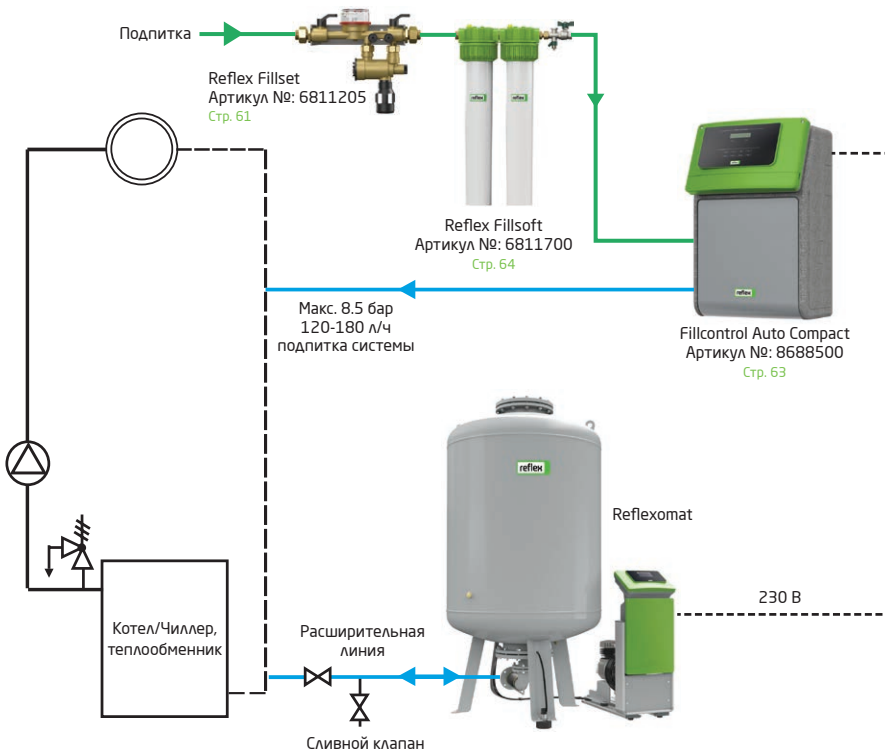 Подпитка
Reflex Fillset
Артикул №: 6811205
Стр. 61
reflex
reflex
Reflex Fillsoft
Артикул №: 6811700
Стр. 64
reflex
Fillcontrol Auto Compact
Артикул №: 8688500
Стр. 63
Макс. 8.5 бар
120-180 л/ч
подпитка системы
reflex
Reflexomat
230 В
Котел/Чиллер,
теплообменник
Расширительная
линия
Сливной клапан